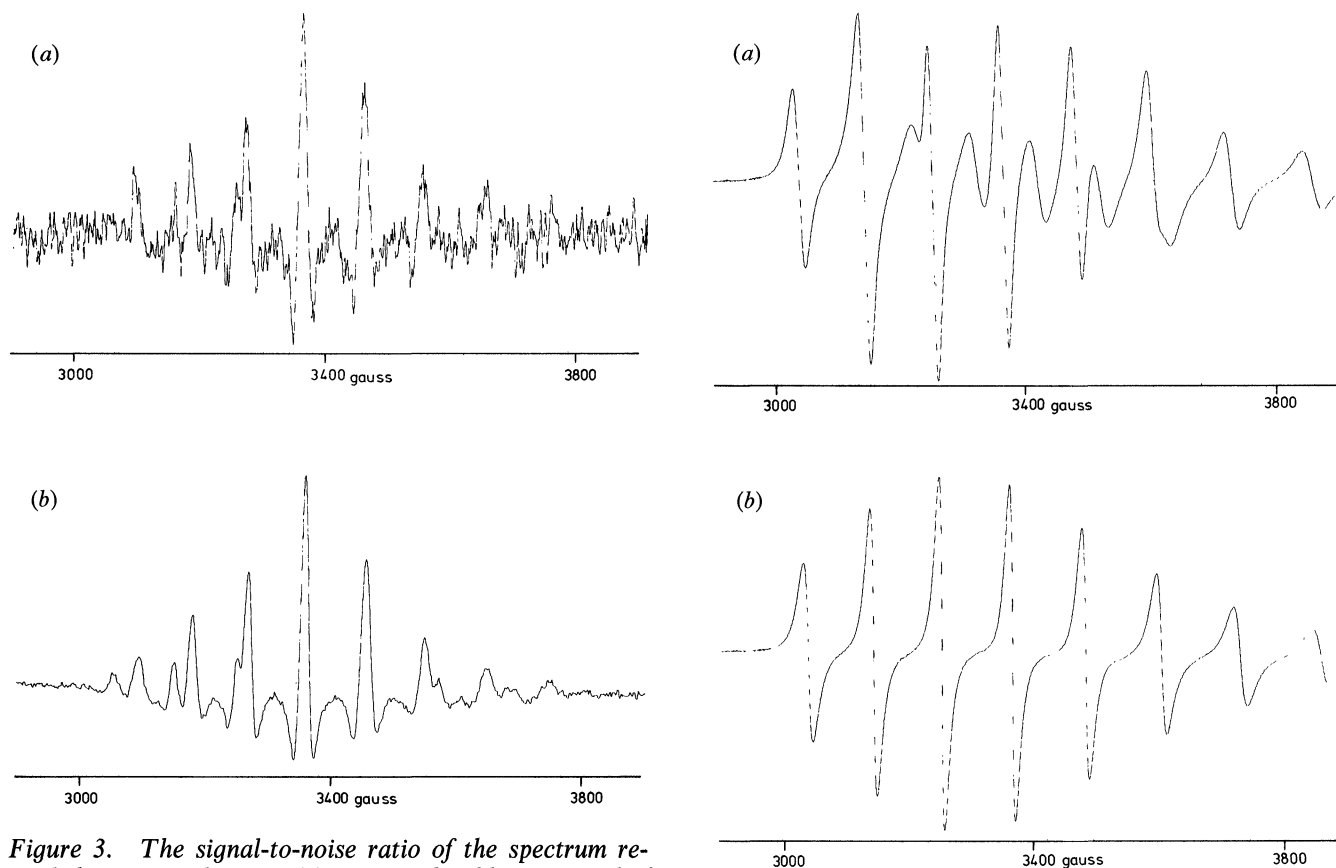 (a)
3000
3400 gauss
3800
(b)
3000
3400 gauss
3800
Figure 3. The signal-to-noise ratio of the spectrum re-
(a)
3000
3400 gauss
3800
(b)
3000
3400 gauss
3800